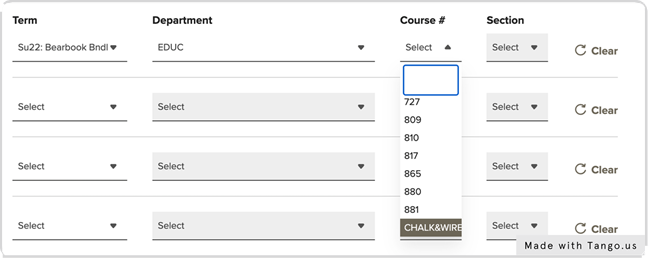 Term Department Course # Section
Su22: Bearbook Bndl EDUC Select Select Clear
727
Select Select 809 Select Clear
810
817
Select Select 865 Select Clear
880
881
Select Select CHALK&WIRE Select Clear
Made with Tango.us